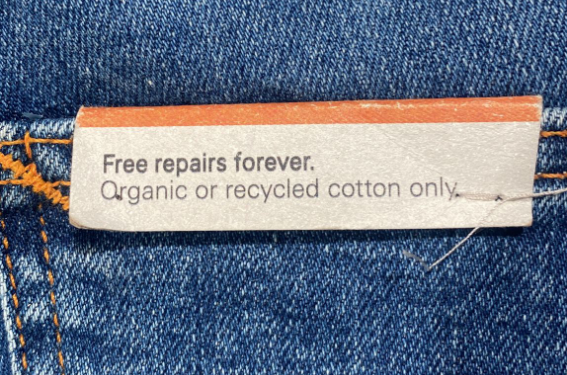 Free repairs forever.
Organic or recycled cotton only.